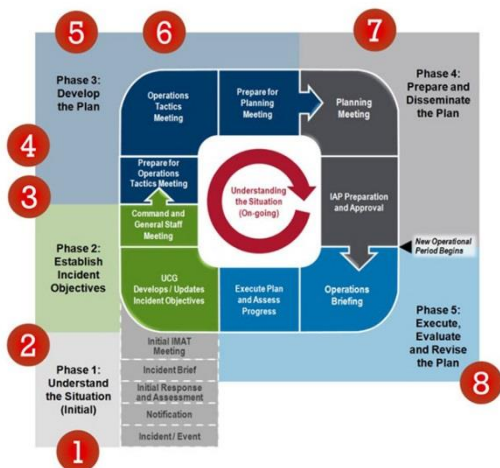 5
6
7
Phase 3:
Develop
the Plan
Operations
Tactics
Meeting
Prepare for
Planning
Meeting
Planning
Meeting
Phase 4:
Prepare and
Disseminate
the Plan
4
3
Prepare for
Operations
Tactics Meeting
Understanding
the Situation
(On-going)
IAP Preparation
and Approval
Command and
General Staff
Meeting
Phase 2:
Establish
Incident
Objectives
New Operational
Period Begins
UCG
Develops / Updates
Incident Objectives
Execute Plan
and Assess
Progress
Operations
Briefing
Phase 5:
Execute,
Evaluate
and Revise
the Plan
2
Phase 1:
Understand
the Situation
(Initial)
Initial IMAT
Meeting
Incident Brief
Initial Response
and Assessment
Notification
Incident / Event
8
1